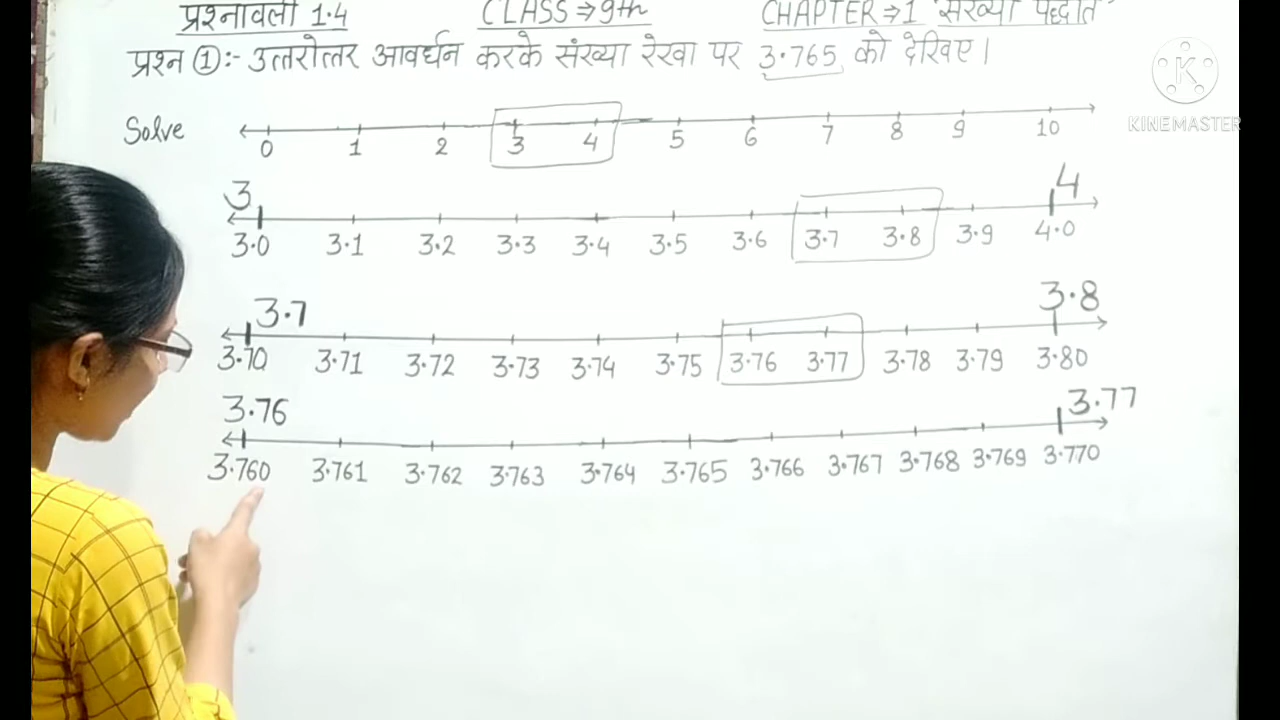 प्रश्नावली 1.4 CLASS⇒9th CHAPTER⇒1 "संख्या पद्धति"
प्रश्न ①:- उत्तरोत्तर आवर्धन करके संख्या रेखा पर 3.765 को देखिए।
K
KINEMASTER
Solve
0 1 2 3 4 5 6 7 8 9 10
3 4
3.0 3.1 3.2 3.3 3.4 3.5 3.6 3.7 3.8 3.9 4.0
3.7 3.8
3.70 3.71 3.72 3.73 3.74 3.75 3.76 3.77 3.78 3.79 3.80
3.76 3.77
3.760 3.761 3.762 3.763 3.764 3.765 3.766 3.767 3.768 3.769 3.770